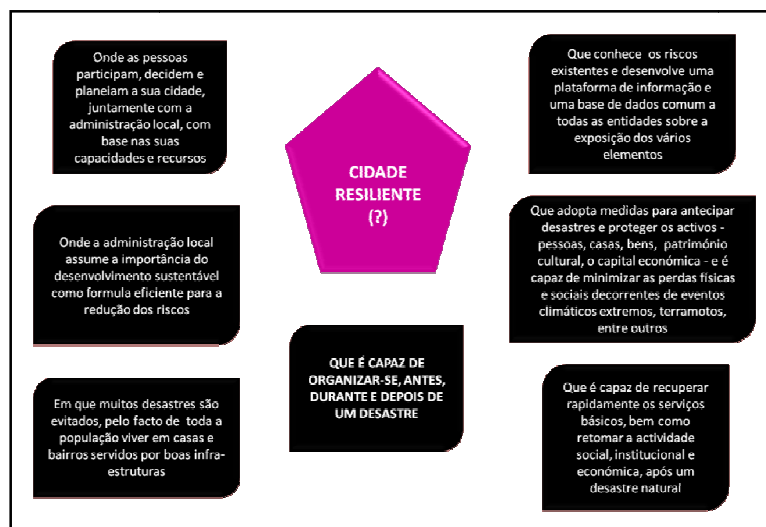 Onde as pessoas
participam, decidem e
planeiam a sua cidade,
juntamente com a
administração local, com
base nas suas
capacidades e recursos
Onde a administração local
assume a importância do
desenvolvimento sustentável
como formula eficiente para a
redução dos riscos
Em que muitos desastres são
evitados, pelo facto de toda a
população viver em casas e
bairros servidos por boas infra-
estruturas
CIDADE
RESILIENTE
(?)
QUE É CAPAZ DE
ORGANIZAR-SE, ANTES,
DURANTE E DEPOIS DE
UM DESASTRE
Que conhece os riscos
existentes e desenvolve uma
plataforma de informação e
uma base de dados comum a
todas as entidades sobre a
exposição dos vários
elementos
Que adopta medidas para antecipar
desastres e proteger os activos -
pessoas, casas, bens, património
cultural, o capital económica - e é
capaz de minimizar as perdas físicas
e sociais decorrentes de eventos
climáticos extremos, terramotos,
entre outros
Que é capaz de recuperar
rapidamente os serviços
básicos, bem como
retomar a actividade
social, institucional e
económica, após um
desastre natural